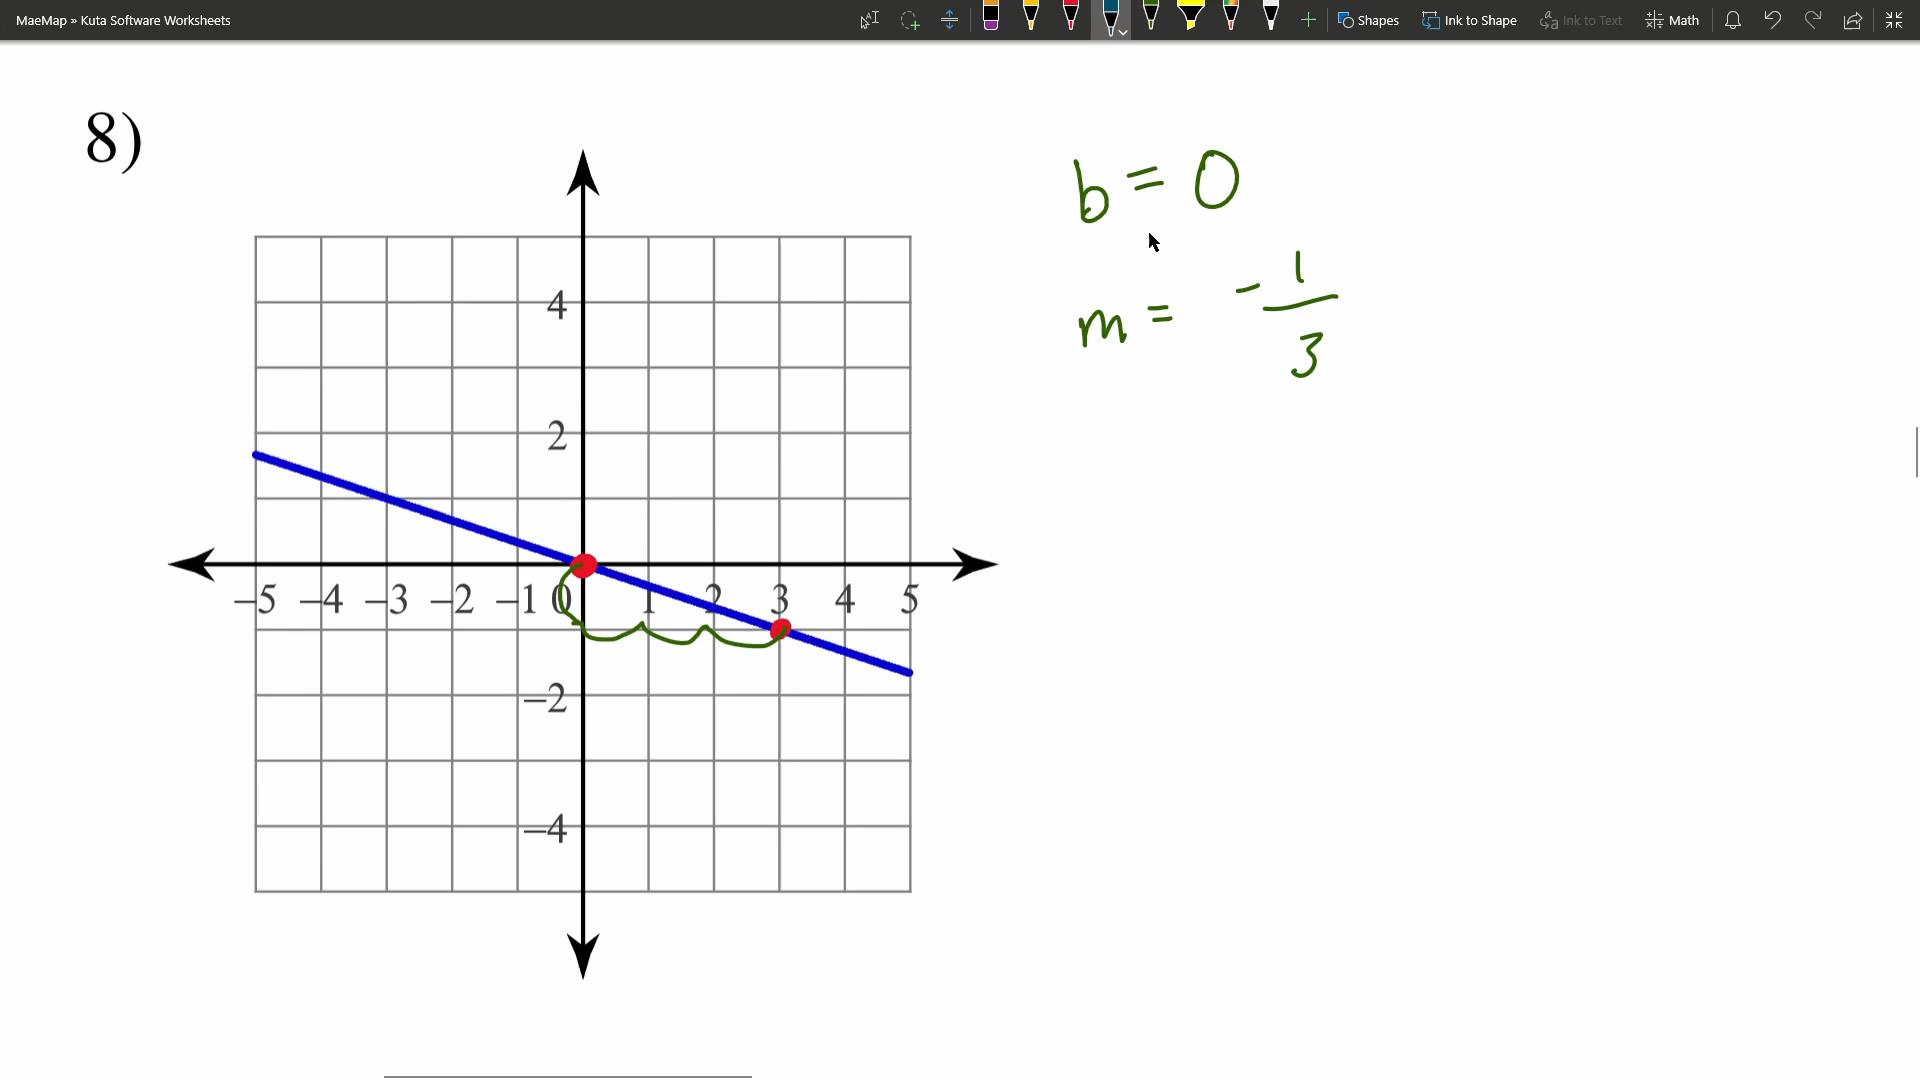 MaeMap » Kuta Software Worksheets
Shapes Ink to Shape Ink to Text Math
8)
b = 0
m = - 1/3
4
2
–5 –4 –3 –2 –1 0 1 2 3 4 5
–2
–4